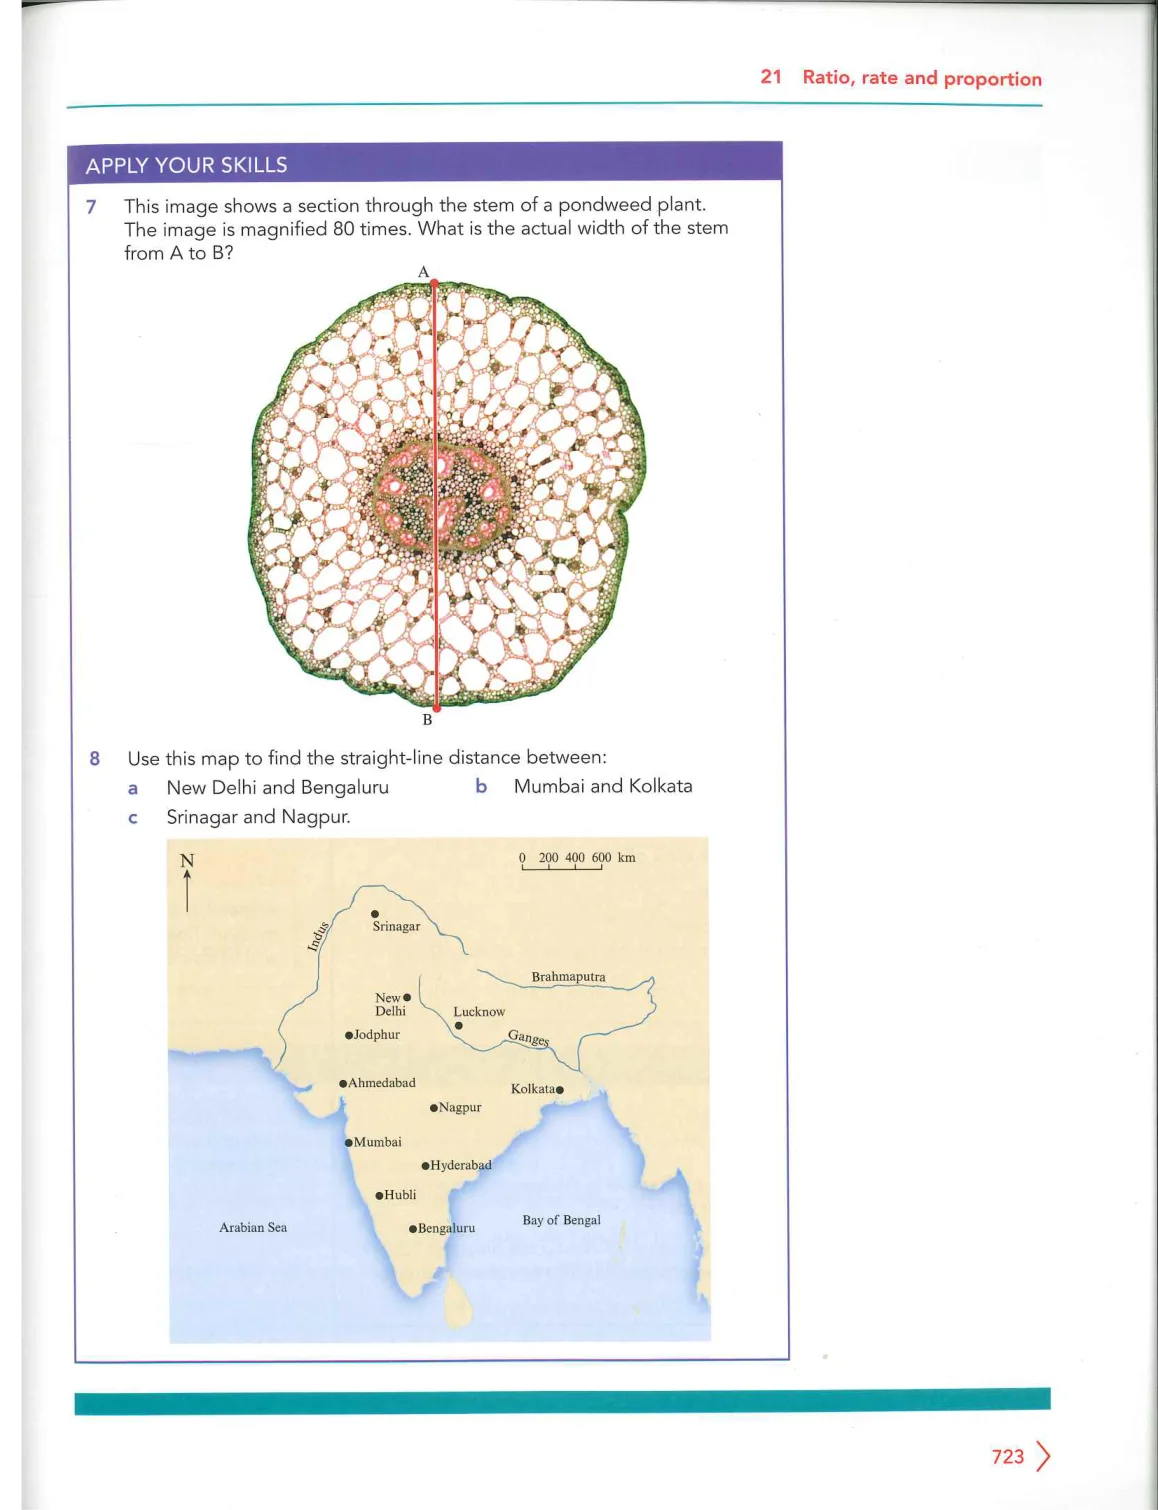 21 Ratio, rate and proportion
APPLY YOUR SKILLS
7 This image shows a section through the stem of a pondweed plant.
The image is magnified 80 times. What is the actual width of the stem
from A to B?
A
B
8 Use this map to find the straight-line distance between:
a New Delhi and Bengaluru b Mumbai and Kolkata
c Srinagar and Nagpur.
N
0 200 400 600 km
Srinagar
Indus
Brahmaputra
New
Delhi
Lucknow
Jodphur
Ganges
Ahmedabad
Kolkata
Nagpur
Mumbai
Hyderabad
Hubli
Arabian Sea
Bengaluru
Bay of Bengal
723